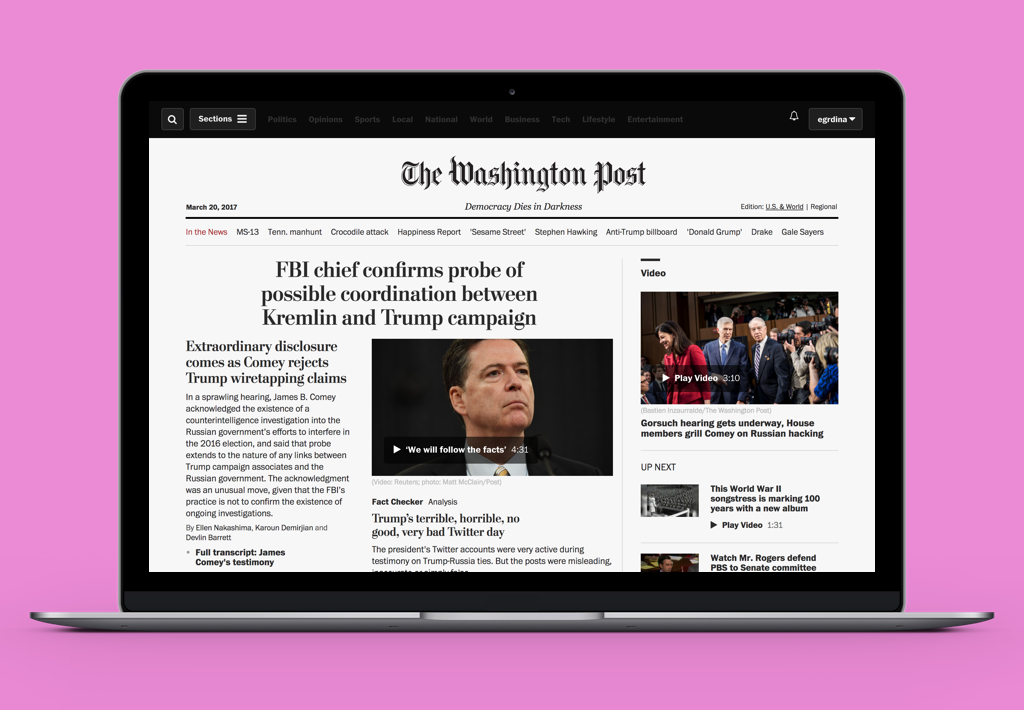 Sections
Politics Opinions Sports Local National World Business Tech Lifestyle Entertainment
egrdina
The Washington Post
March 20, 2017
Democracy Dies in Darkness
Edition: U.S. & World | Regional
In the News MS-13 Tenn. manhunt Crocodile attack Happiness Report 'Sesame Street' Stephen Hawking Anti-Trump billboard 'Donald Grump' Drake Gale Sayers
FBI chief confirms probe of
possible coordination between
Kremlin and Trump campaign
Extraordinary disclosure
comes as Comey rejects
Trump wiretapping claims
In a sprawling hearing, James B. Comey
acknowledged the existence of a
counterintelligence investigation into the
Russian government's efforts to interfere in
the 2016 election, and said that probe
extends to the nature of any links between
Trump campaign associates and the
Russian government. The acknowledgment
was an unusual move, given that the FBI's
practice is not to confirm the existence of
ongoing investigations.
By Ellen Nakashima, Karoun Demirjian and
Devlin Barrett
• Full transcript: James
Comey's testimony
'We will follow the facts' 4:31
(Video: Reuters; photo: Matt McClain/Post)
Fact Checker Analysis
Trump's terrible, horrible, no
good, very bad Twitter day
The president's Twitter accounts were very active during
testimony on Trump-Russia ties. But the posts were misleading,
inaccurate or simply false.
Video
Play Video 3:10
(Bastien Inzaurralde/The Washington Post)
Gorsuch hearing gets underway, House
members grill Comey on Russian hacking
UP NEXT
This World War II
songstress is marking 100
years with a new album
Play Video 1:31
Watch Mr. Rogers defend
PBS to Senate committee